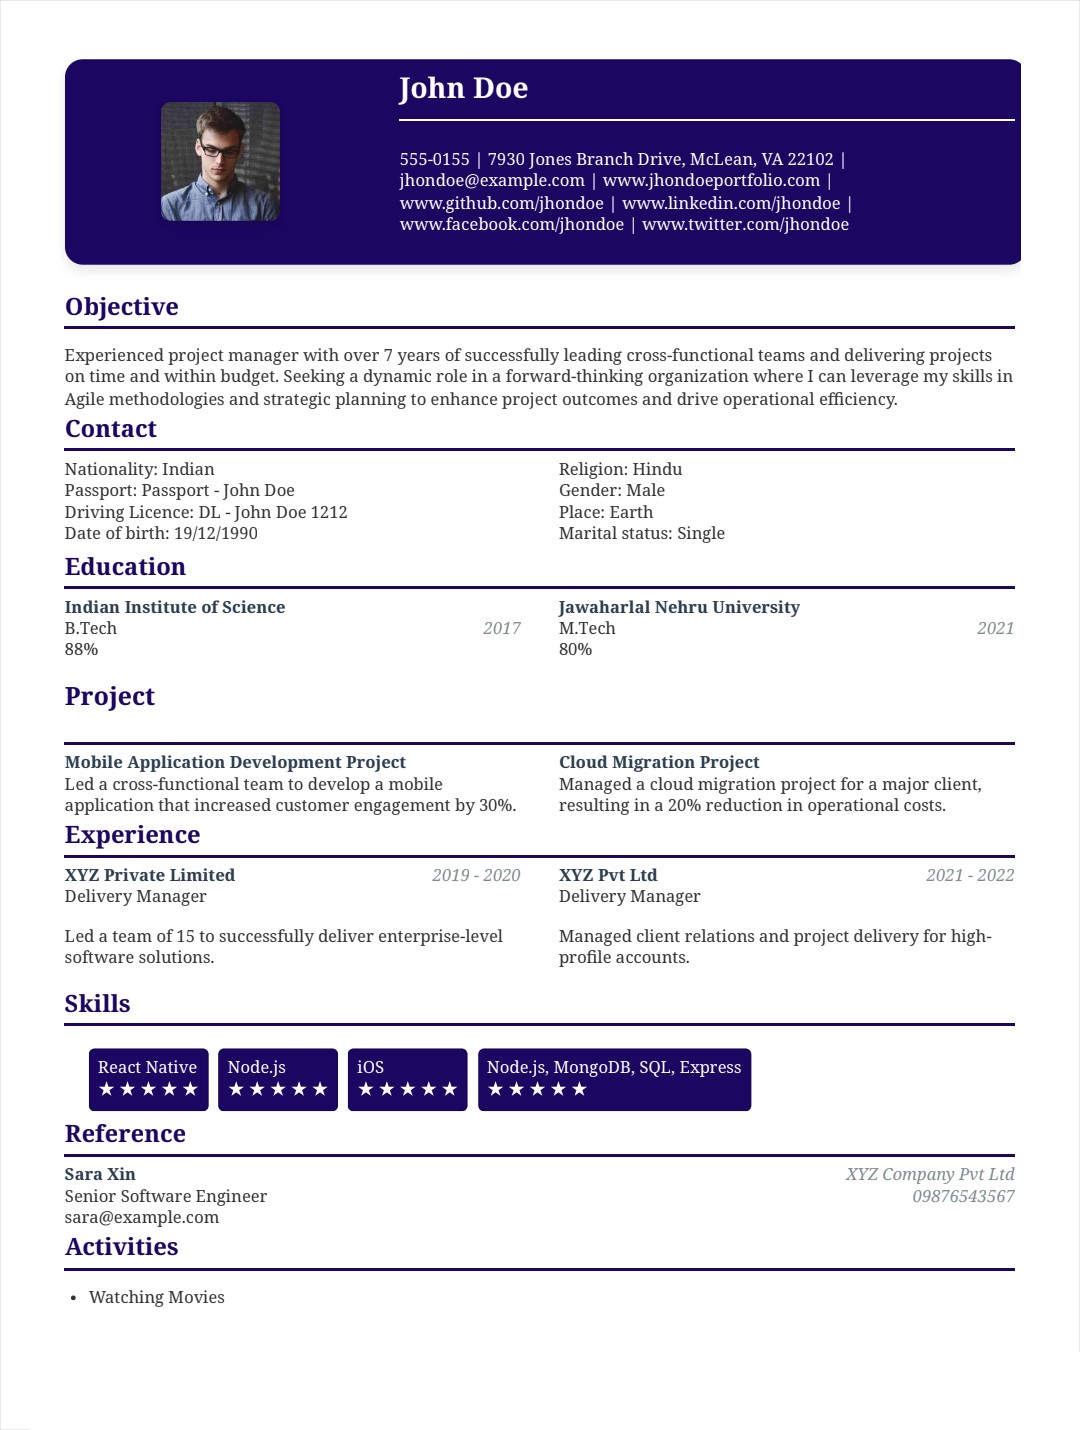 John Doe
555-0155 | 7930 Jones Branch Drive, McLean, VA 22102 |
jhondoe@example.com | www.jhondoeportfolio.com |
www.github.com/jhondoe | www.linkedin.com/jhondoe |
www.facebook.com/jhondoe | www.twitter.com/jhondoe
Objective
Experienced project manager with over 7 years of successfully leading cross-functional teams and delivering projects
on time and within budget. Seeking a dynamic role in a forward-thinking organization where I can leverage my skills in
Agile methodologies and strategic planning to enhance project outcomes and drive operational efficiency.
Contact
Nationality: Indian
Passport: Passport - John Doe
Driving Licence: DL - John Doe 1212
Date of birth: 19/12/1990
Religion: Hindu
Gender: Male
Place: Earth
Marital status: Single
Education
Indian Institute of Science
B.Tech 2017
88%
Jawaharlal Nehru University
M.Tech 2021
80%
Project
Mobile Application Development Project
Led a cross-functional team to develop a mobile
application that increased customer engagement by 30%.
Cloud Migration Project
Managed a cloud migration project for a major client,
resulting in a 20% reduction in operational costs.
Experience
XYZ Private Limited 2019 - 2020
Delivery Manager
Led a team of 15 to successfully deliver enterprise-level
software solutions.
XYZ Pvt Ltd 2021 - 2022
Delivery Manager
Managed client relations and project delivery for high-
profile accounts.
Skills
React Native
★★★★★
Node.js
★★★★★
iOS
★★★★★
Node.js, MongoDB, SQL, Express
★★★★★
Reference
Sara Xin XYZ Company Pvt Ltd
Senior Software Engineer 09876543567
sara@example.com
Activities
• Watching Movies